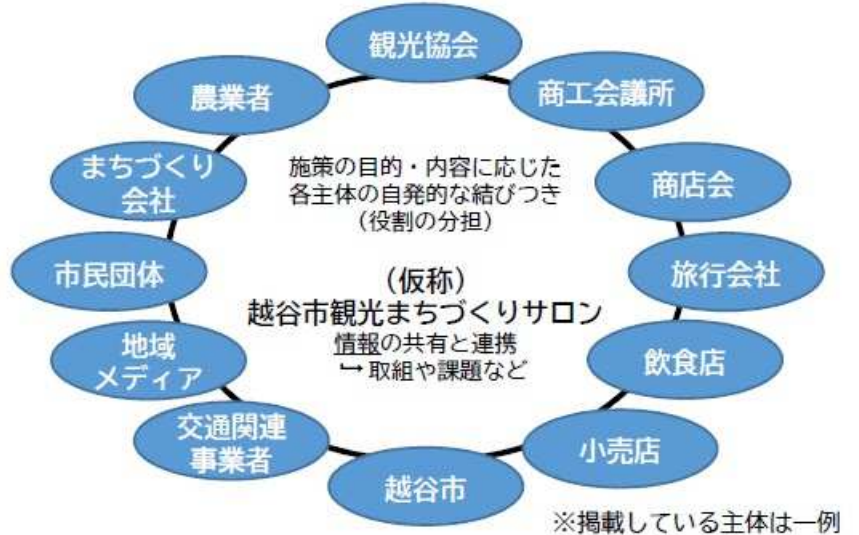 観光協会
商工会議所
商店会
旅行会社
飲食店
小売店
越谷市
交通関連
事業者
地域
メディア
市民団体
まちづくり
会社
農業者
施策の目的・内容に応じた
各主体の自発的な結びつき
（役割の分担）
（仮称）
越谷市観光まちづくりサロン
情報の共有と連携
↪ 取組や課題など
※掲載している主体は一例